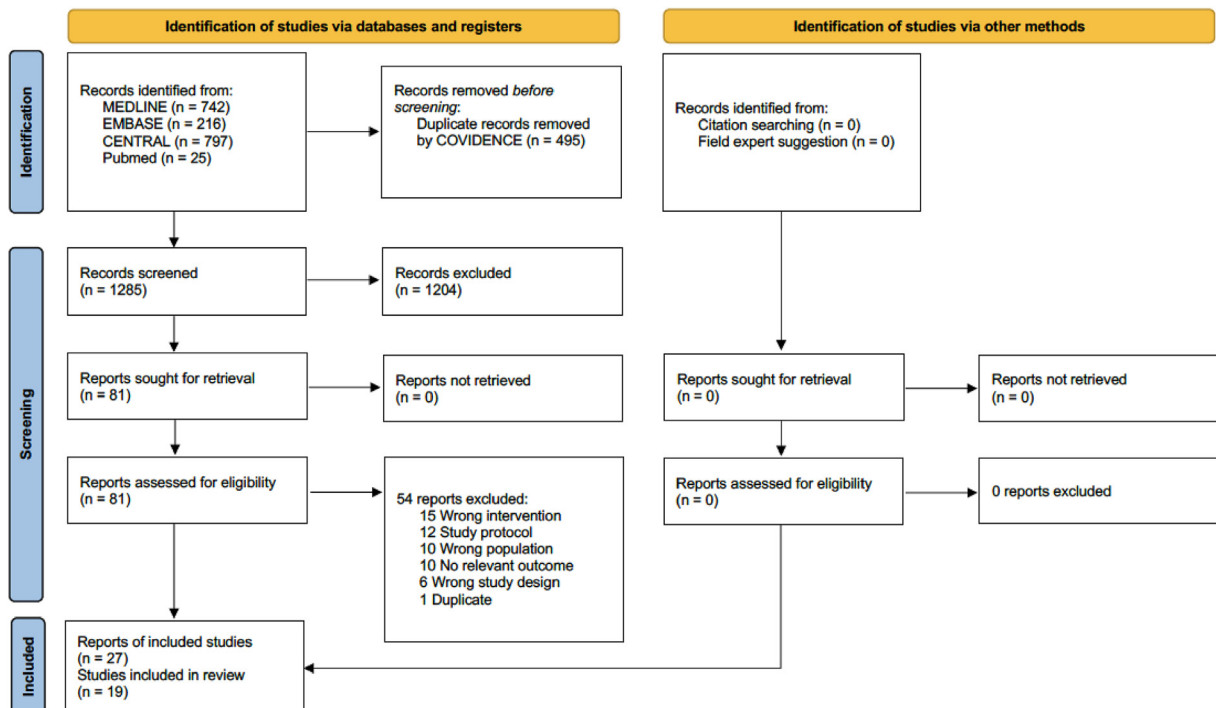 Identification of studies via databases and registers
Identification of studies via other methods
Identification
Records identified from:
MEDLINE (n = 742)
EMBASE (n = 216)
CENTRAL (n = 797)
Pubmed (n = 25)
Records removed before
screening:
Duplicate records removed
by COVIDENCE (n = 495)
Records identified from:
Citation searching (n = 0)
Field expert suggestion (n = 0)
Screening
Records screened
(n = 1285)
Records excluded
(n = 1204)
Reports sought for retrieval
(n = 81)
Reports not retrieved
(n = 0)
Reports sought for retrieval
(n = 0)
Reports not retrieved
(n = 0)
Reports assessed for eligibility
(n = 81)
54 reports excluded:
15 Wrong intervention
12 Study protocol
10 Wrong population
10 No relevant outcome
6 Wrong study design
1 Duplicate
Reports assessed for eligibility
(n = 0)
0 reports excluded
Included
Reports of included studies
(n = 27)
Studies included in review
(n = 19)